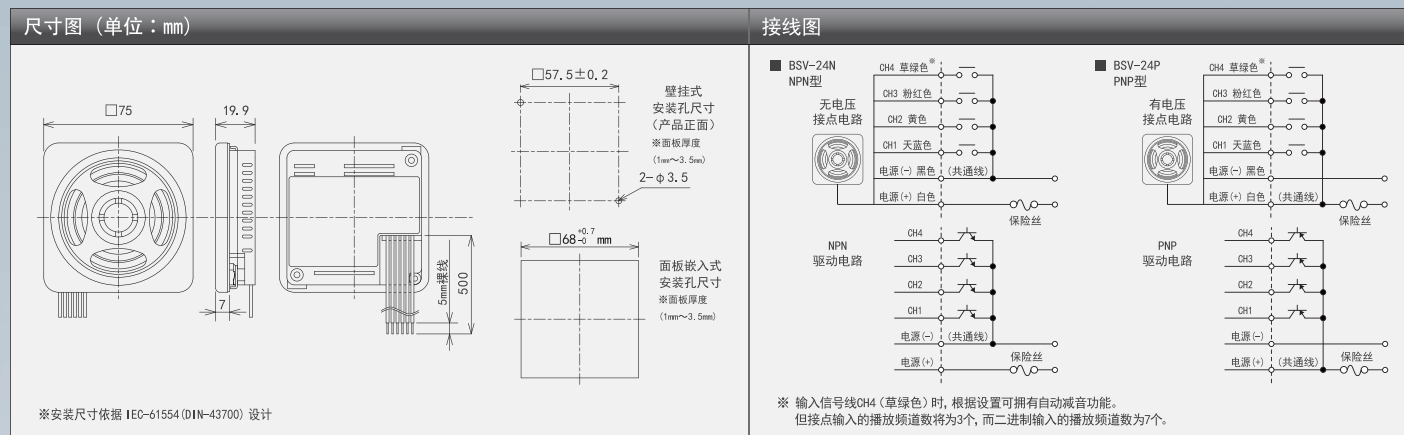 尺寸图 (单位：mm)
□75
19.9
7
5mm裸线
500
□57.5±0.2
壁挂式
安装孔尺寸
(产品正面)
※面板厚度
(1mm～3.5mm)
2-φ3.5
□68 +0.7 -0 mm
面板嵌入式
安装孔尺寸
※面板厚度
(1mm～3.5mm)
※安装尺寸依据 IEC-61554(DIN-43700) 设计
接线图
■ BSV-24N
NPN型
无电压
接点电路
CH4 草绿色※
CH3 粉红色
CH2 黄色
CH1 天蓝色
电源(-) 黑色 (共通线)
电源(+) 白色
保险丝
NPN
驱动电路
CH4
CH3
CH2
CH1
电源(-) (共通线)
电源(+)
保险丝
■ BSV-24P
PNP型
有电压
接点电路
CH4 草绿色※
CH3 粉红色
CH2 黄色
CH1 天蓝色
电源(-) 黑色
电源(+) 白色 (共通线)
保险丝
PNP
驱动电路
CH4
CH3
CH2
CH1
电源(-)
电源(+) (共通线)
保险丝
※ 输入信号线CH4 (草绿色) 时, 根据设置可拥有自动减音功能。
但接点输入的播放频道数将为3个, 而二进制输入的播放频道数为7个。